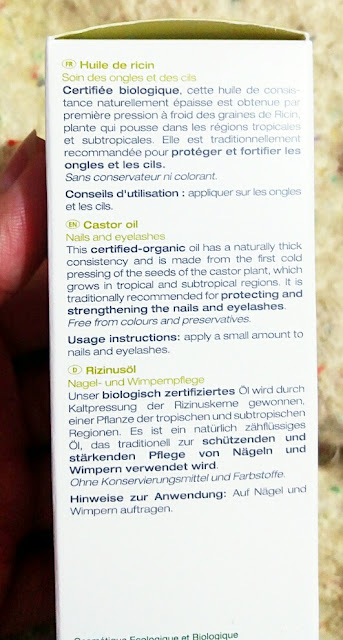 FR Huile de ricin
Soin des ongles et des cils
Certifiée biologique, cette huile de consis-
tance naturellement épaisse est obtenue par
première pression à froid des graines de Ricin,
plante qui pousse dans les régions tropicales
et subtropicales. Elle est traditionnellement
recommandée pour protéger et fortifier les
ongles et les cils.
Sans conservateur ni colorant.
Conseils d'utilisation : appliquer sur les ongles
et les cils.
EN Castor oil
Nails and eyelashes
This certified-organic oil has a naturally thick
consistency and is made from the first cold
pressing of the seeds of the castor plant, which
grows in tropical and subtropical regions. It is
traditionally recommended for protecting and
strengthening the nails and eyelashes.
Free from colours and preservatives.
Usage instructions: apply a small amount to
nails and eyelashes.
D Rizinusöl
Nagel- und Wimpernpflege
Unser biologisch zertifiziertes Öl wird durch
Kaltpressung der Rizinuskerne gewonnen,
einer Pflanze der tropischen und subtropischen
Regionen. Es ist ein natürlich zähflüssiges
Öl, das traditionell zur schützenden und
stärkenden Pflege von Nägeln und
Wimpern verwendet wird.
Ohne Konservierungsmittel und Farbstoffe.
Hinweise zur Anwendung: Auf Nägel und
Wimpern auftragen.
Cosmétique Ecologique et Biologique